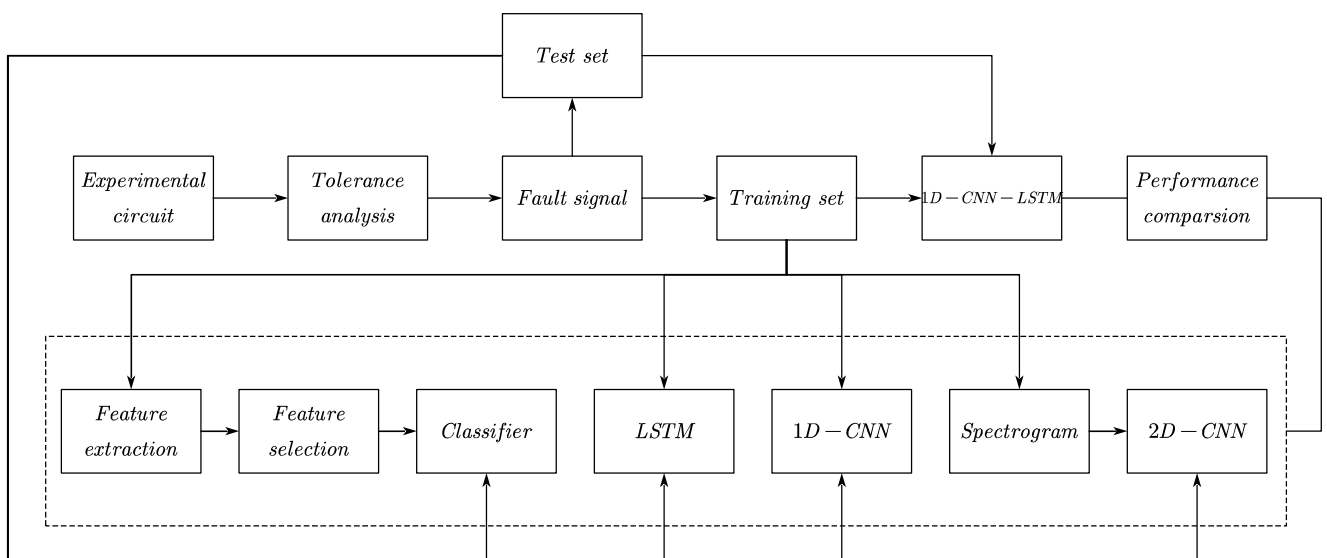 Test set
Experimental
circuit
Tolerance
analysis
Fault signal
Training set
1D-CNN-LSTM
Performance
comparsion
Feature
extraction
Feature
selection
Classifier
LSTM
1D-CNN
Spectrogram
2D-CNN